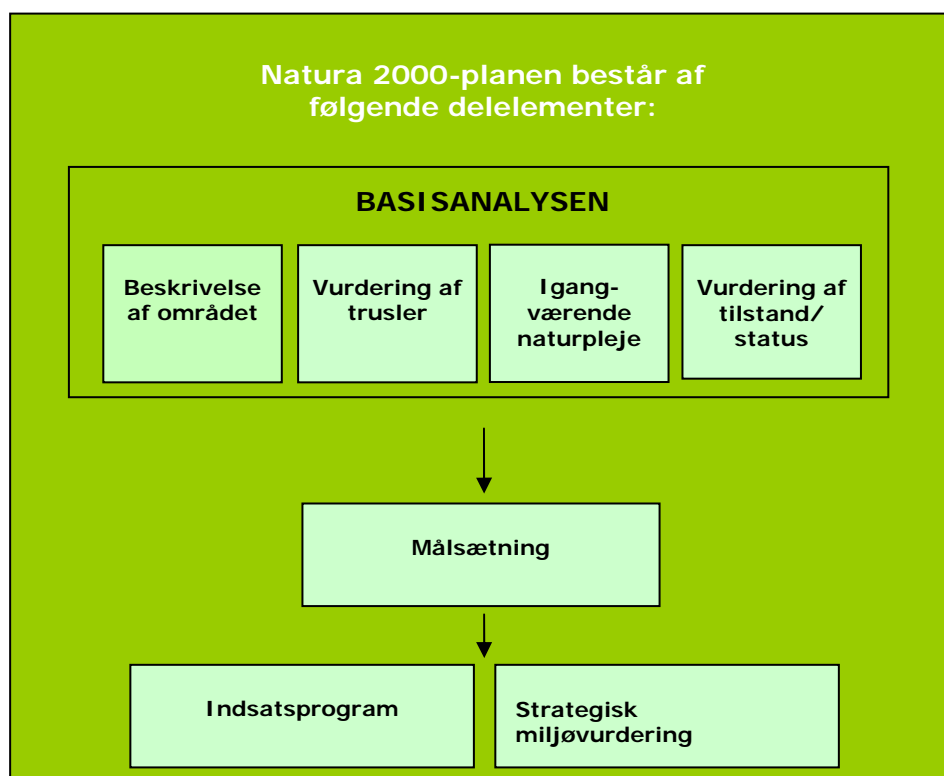 Natura 2000-planen består af
følgende delelementer:
BASISANALYSEN
Beskrivelse
af området
Vurdering af
trusler
Igang-
værende
naturpleje
Vurdering af
tilstand/
status
Målsætning
Indsatsprogram
Strategisk
miljøvurdering